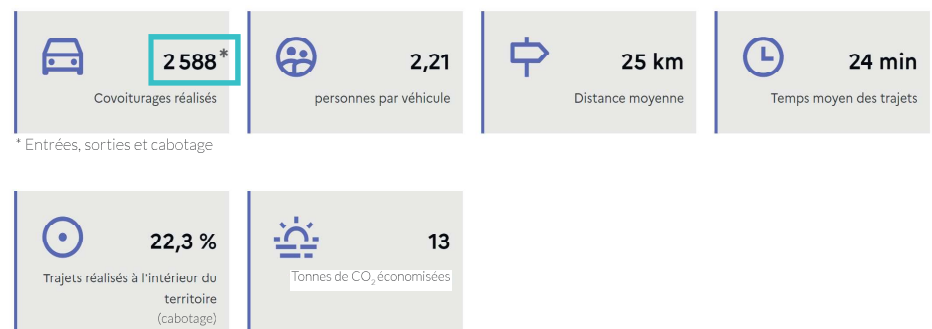 2 588*
Covoiturages réalisés
2,21
personnes par véhicule
25 km
Distance moyenne
24 min
Temps moyen des trajets
* Entrées, sorties et cabotage
22,3 %
Trajets réalisés à l'intérieur du
territoire
(cabotage)
13
Tonnes de CO₂ économisées